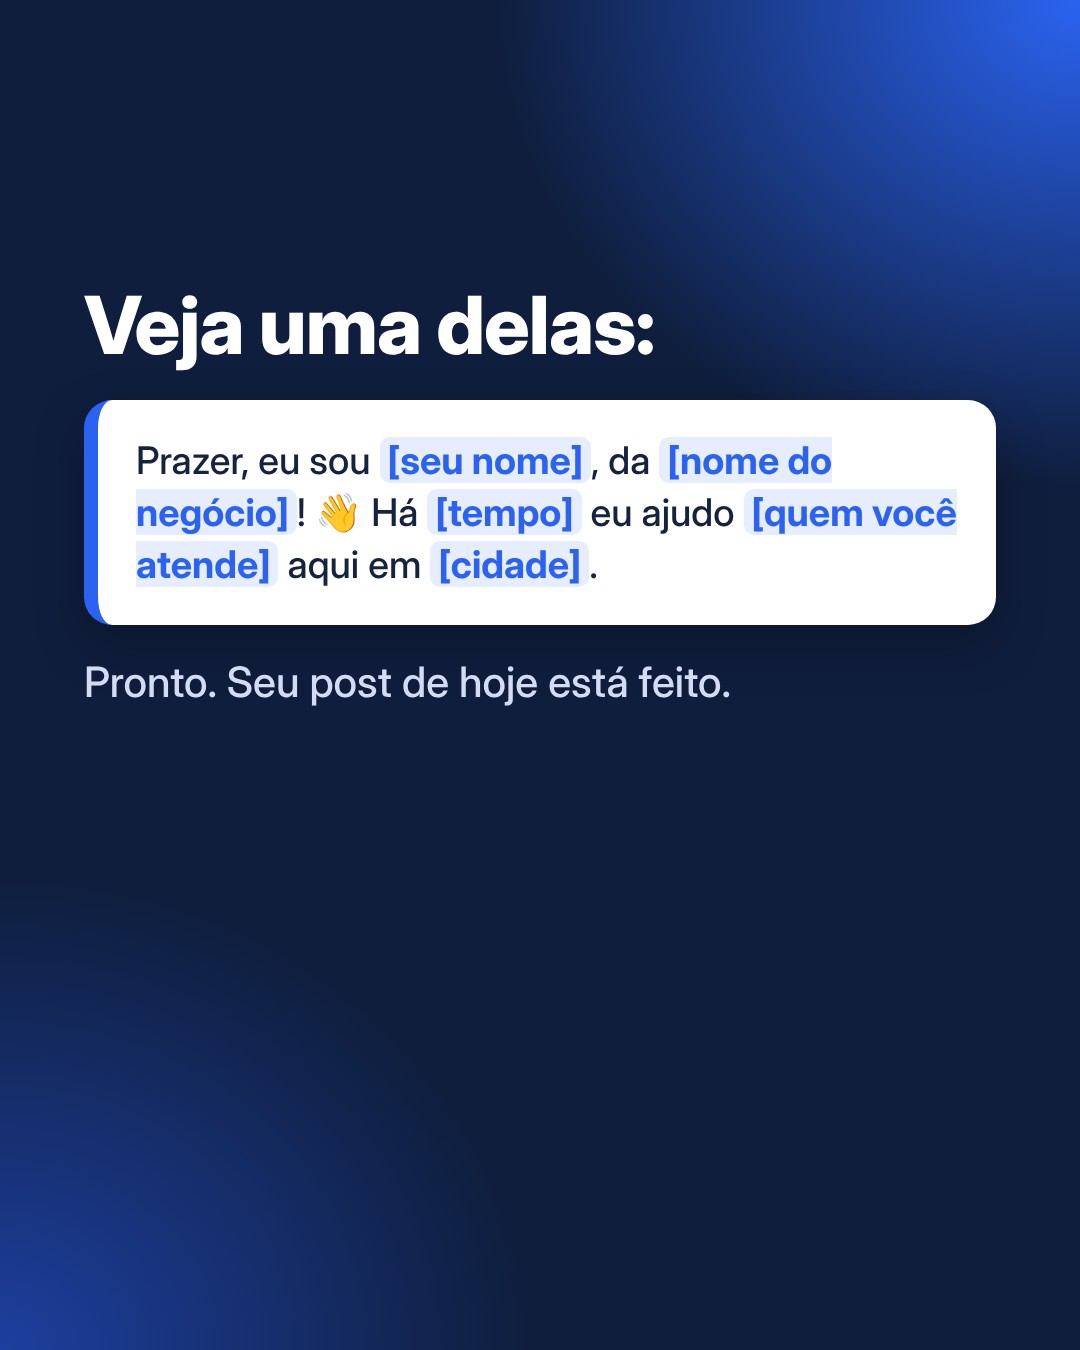 Veja uma delas:
Prazer, eu sou [seu nome], da [nome do
negócio]! 👋 Há [tempo] eu ajudo [quem você
atende] aqui em [cidade].
Pronto. Seu post de hoje está feito.